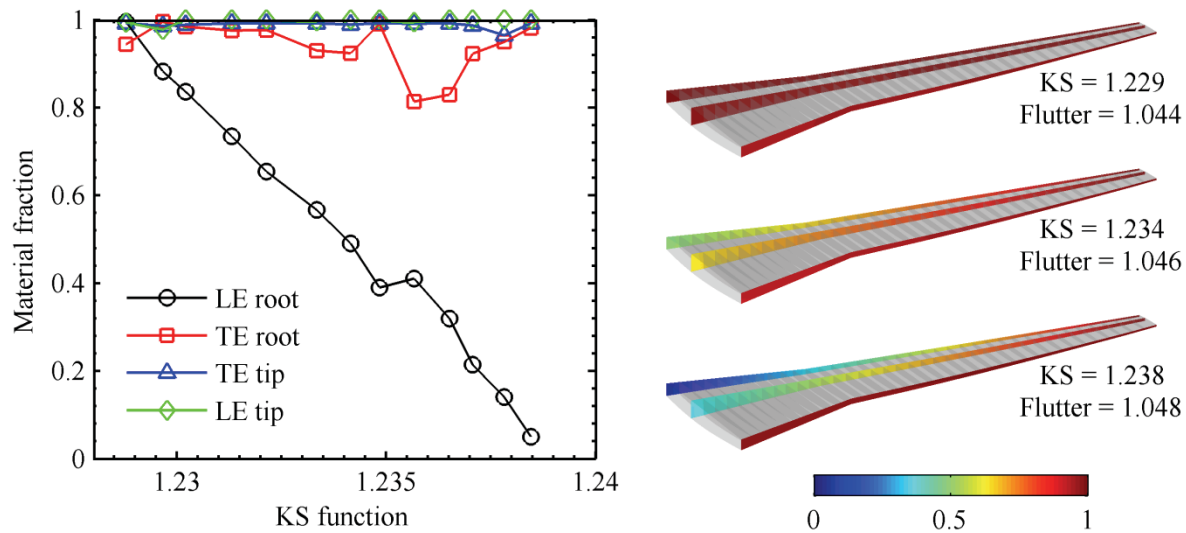 1
0.8
0.6
0.4
0.2
0
Material fraction
LE root
TE root
TE tip
LE tip
1.23
1.235
1.24
KS function
KS = 1.229
Flutter = 1.044
KS = 1.234
Flutter = 1.046
KS = 1.238
Flutter = 1.048
0
0.5
1